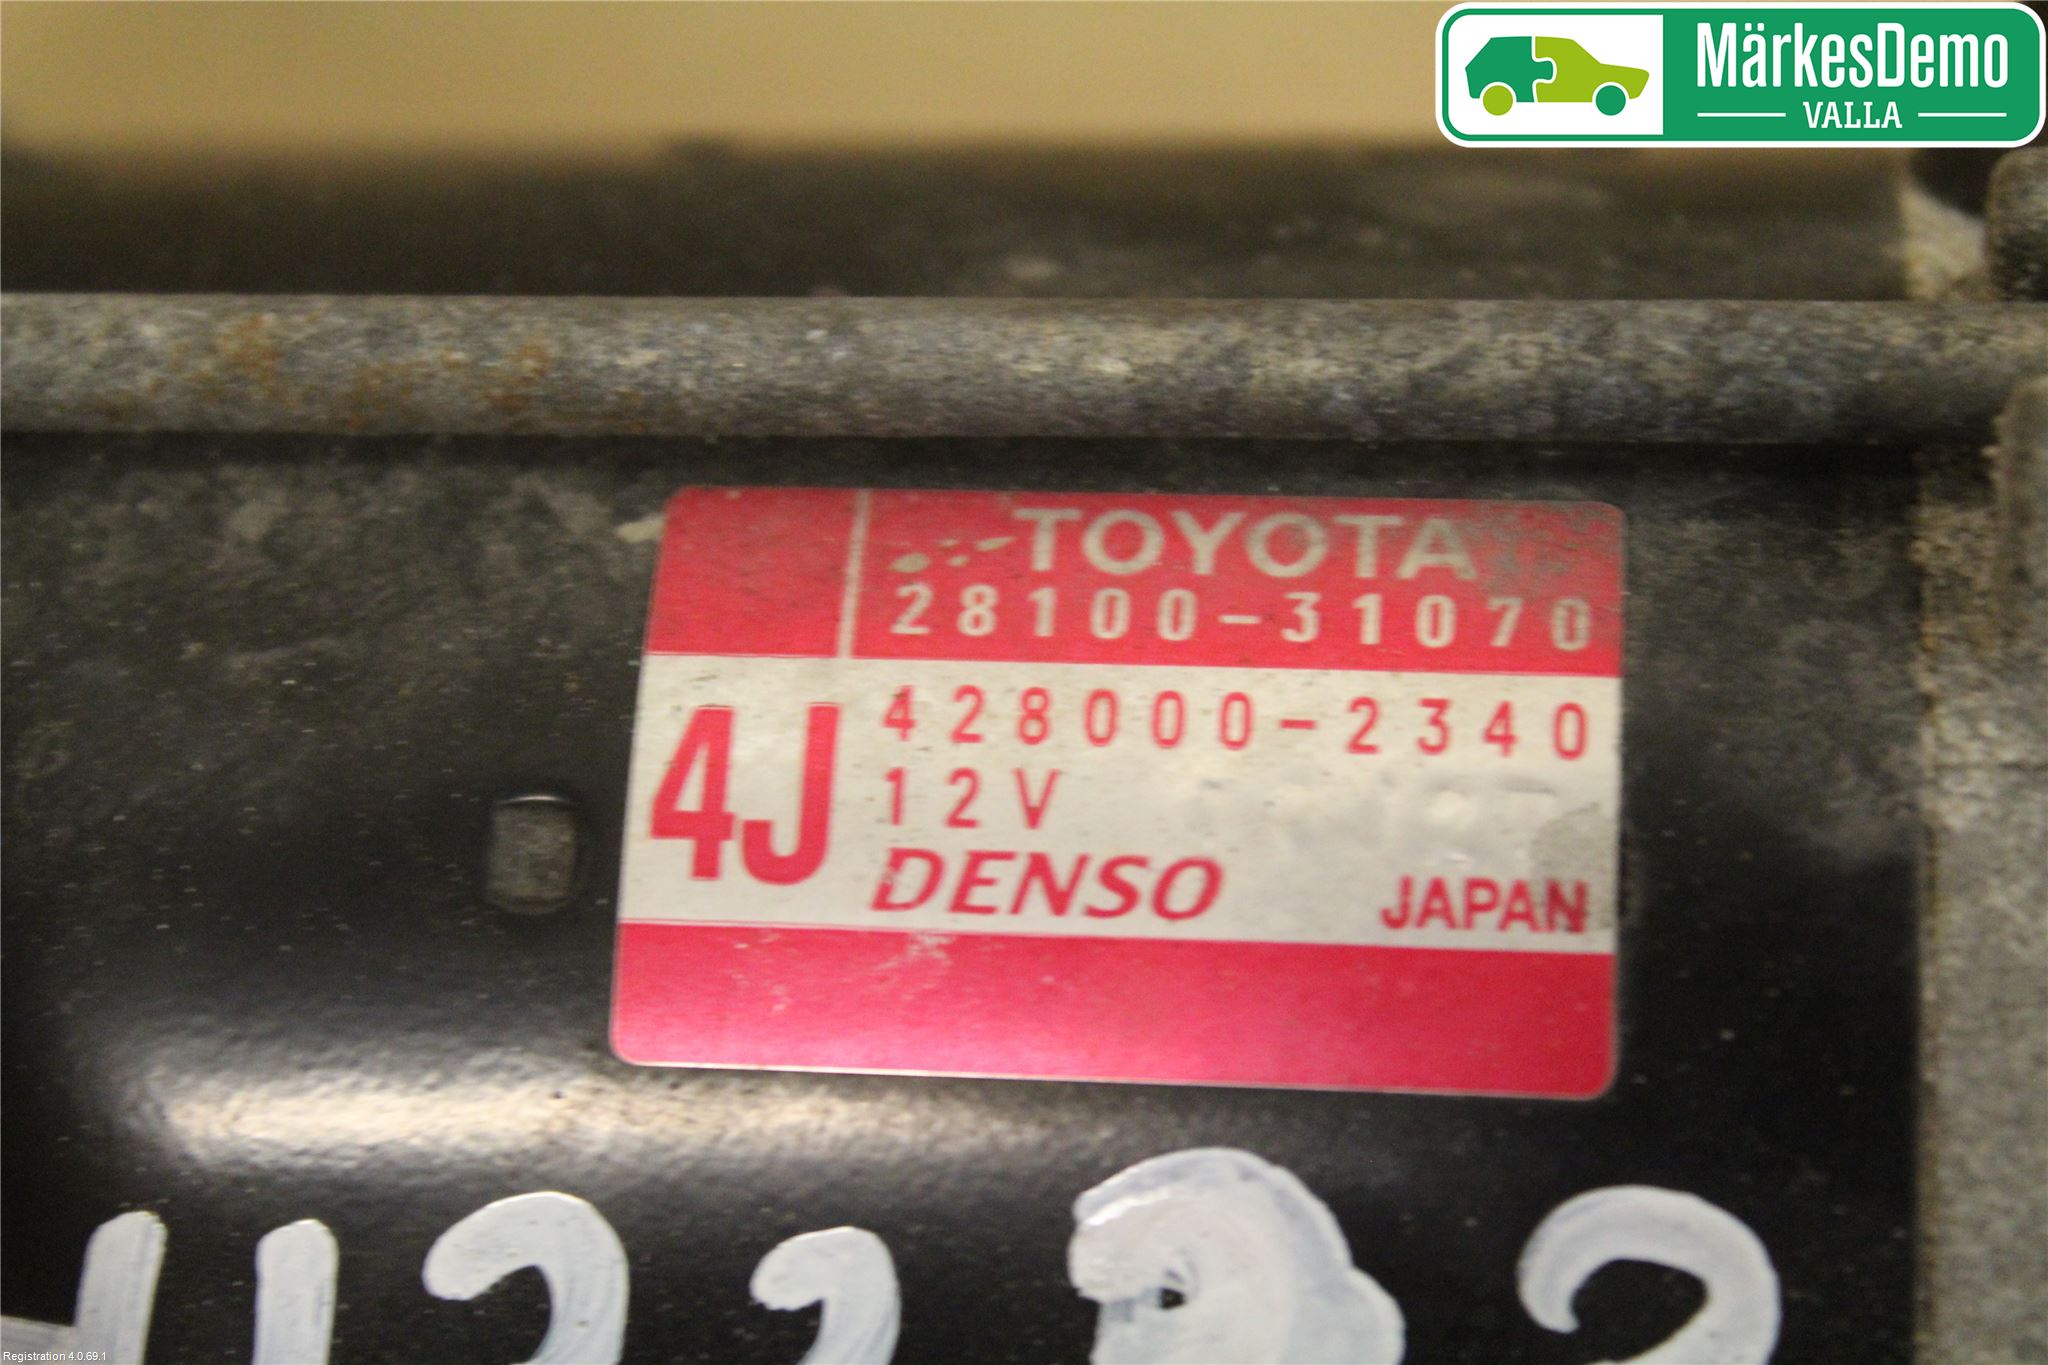 MärkesDemo
VALLA
TOYOTA
28100-31070
4J
428000-2340
12V
DENSO JAPAN
Registration 4.0.69.1